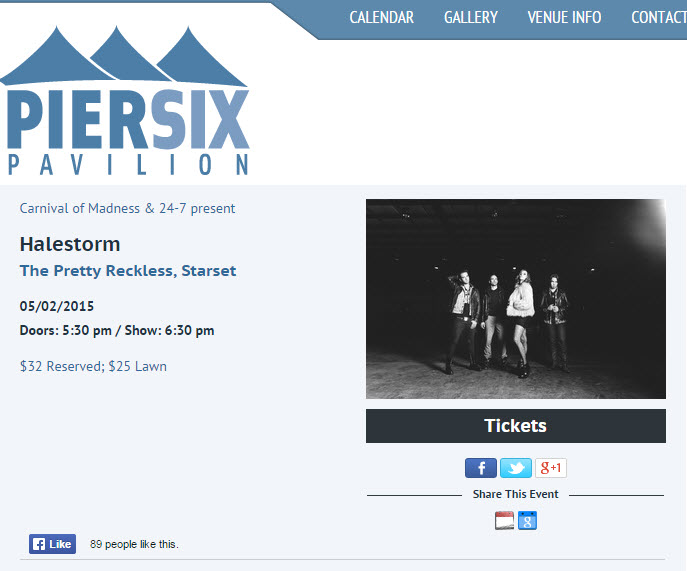 CALENDAR GALLERY VENUE INFO CONTACT
PIERSIX
PAVILION
Carnival of Madness & 24-7 present
Halestorm
The Pretty Reckless, Starset
05/02/2015
Doors: 5:30 pm / Show: 6:30 pm
$32 Reserved; $25 Lawn
Tickets
f g+1
Share This Event
g
f Like 89 people like this.